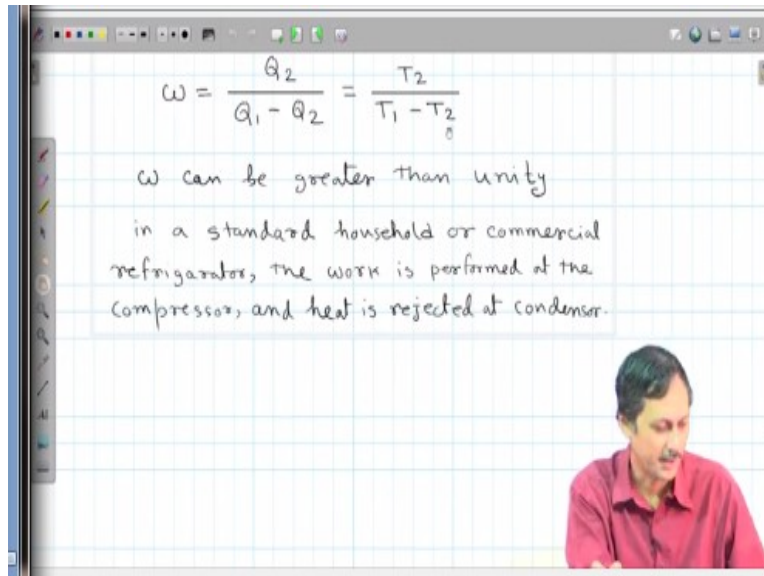 ω = Q2 / (Q1 - Q2) = T2 / (T1 - T2)
ω can be greater than unity
in a standard household or commercial
refrigarator, the work is performed at the
compressor, and heat is rejected at condensor.
AI